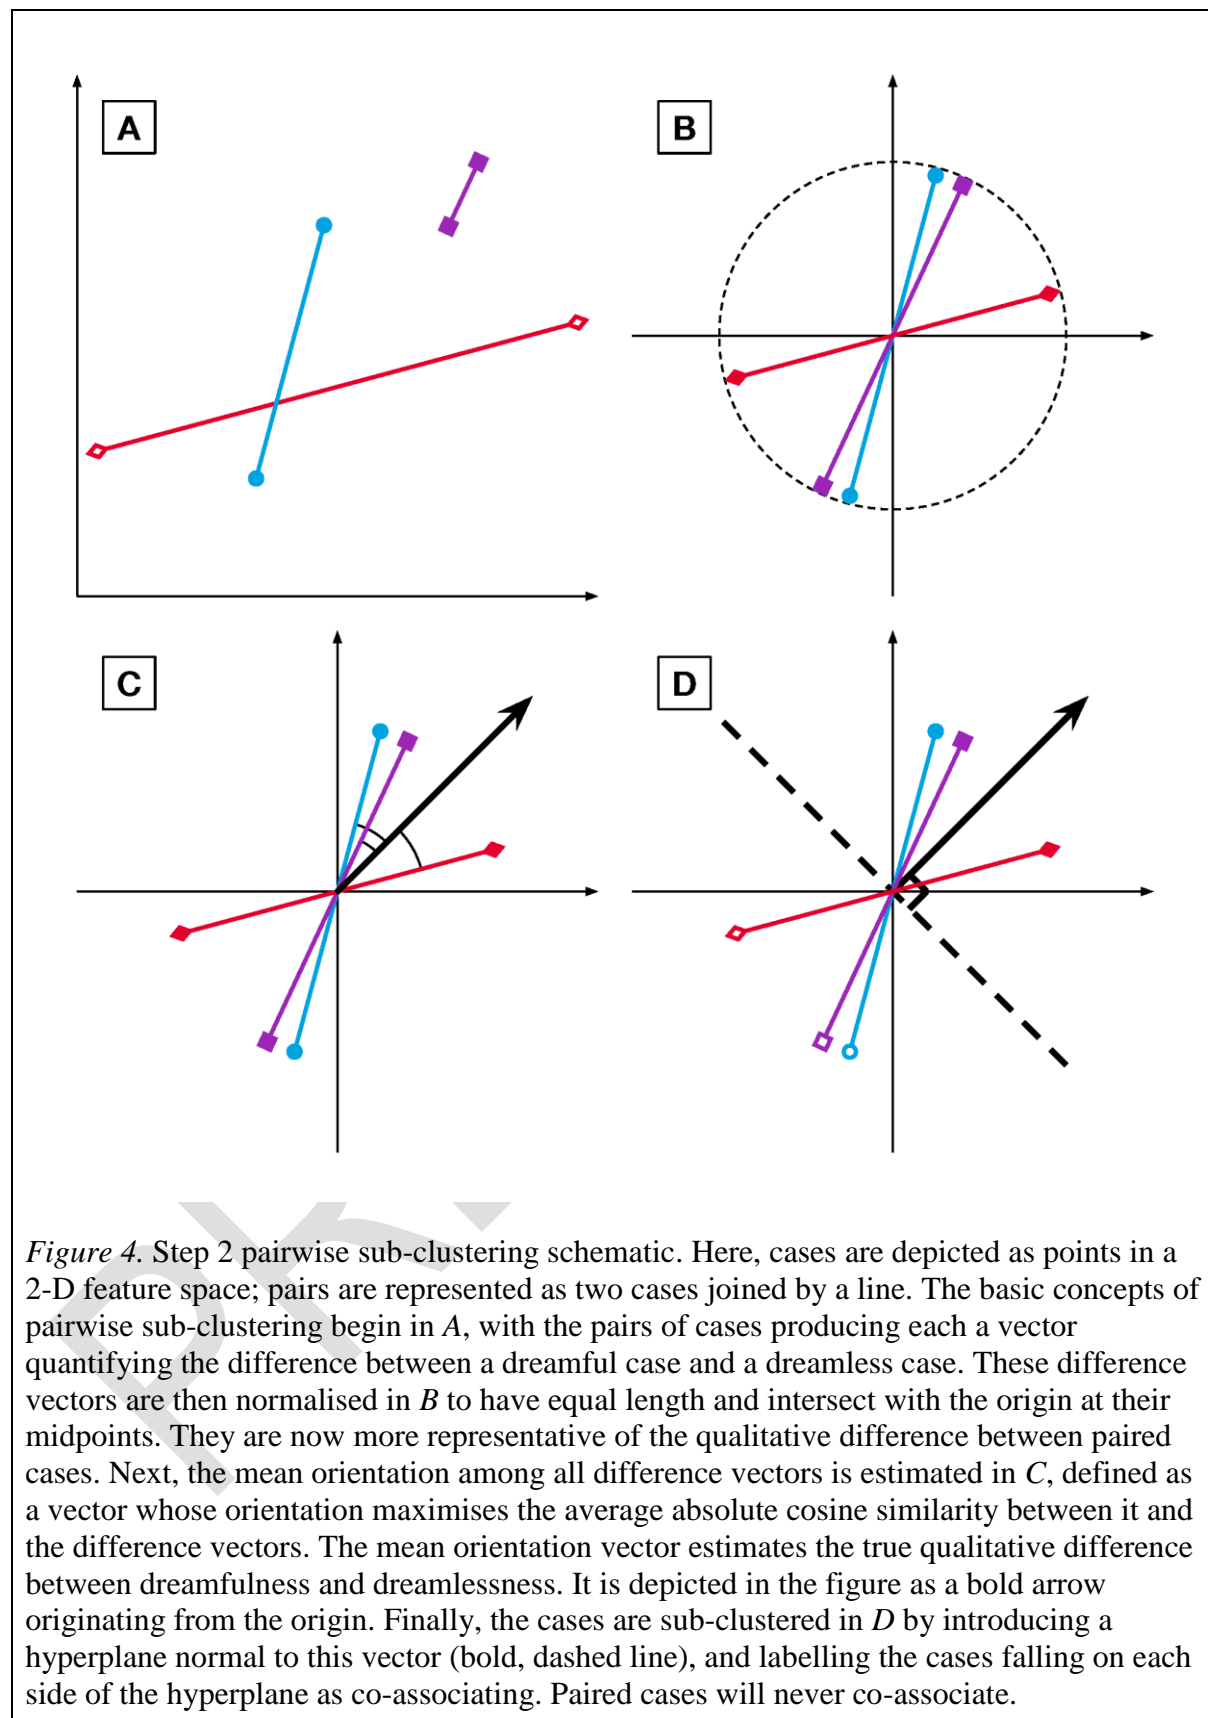 A
B
C
D
Figure 4. Step 2 pairwise sub-clustering schematic. Here, cases are depicted as points in a
2-D feature space; pairs are represented as two cases joined by a line. The basic concepts of
pairwise sub-clustering begin in A, with the pairs of cases producing each a vector
quantifying the difference between a dreamful case and a dreamless case. These difference
vectors are then normalised in B to have equal length and intersect with the origin at their
midpoints. They are now more representative of the qualitative difference between paired
cases. Next, the mean orientation among all difference vectors is estimated in C, defined as
a vector whose orientation maximises the average absolute cosine similarity between it and
the difference vectors. The mean orientation vector estimates the true qualitative difference
between dreamfulness and dreamlessness. It is depicted in the figure as a bold arrow
originating from the origin. Finally, the cases are sub-clustered in D by introducing a
hyperplane normal to this vector (bold, dashed line), and labelling the cases falling on each
side of the hyperplane as co-associating. Paired cases will never co-associate.